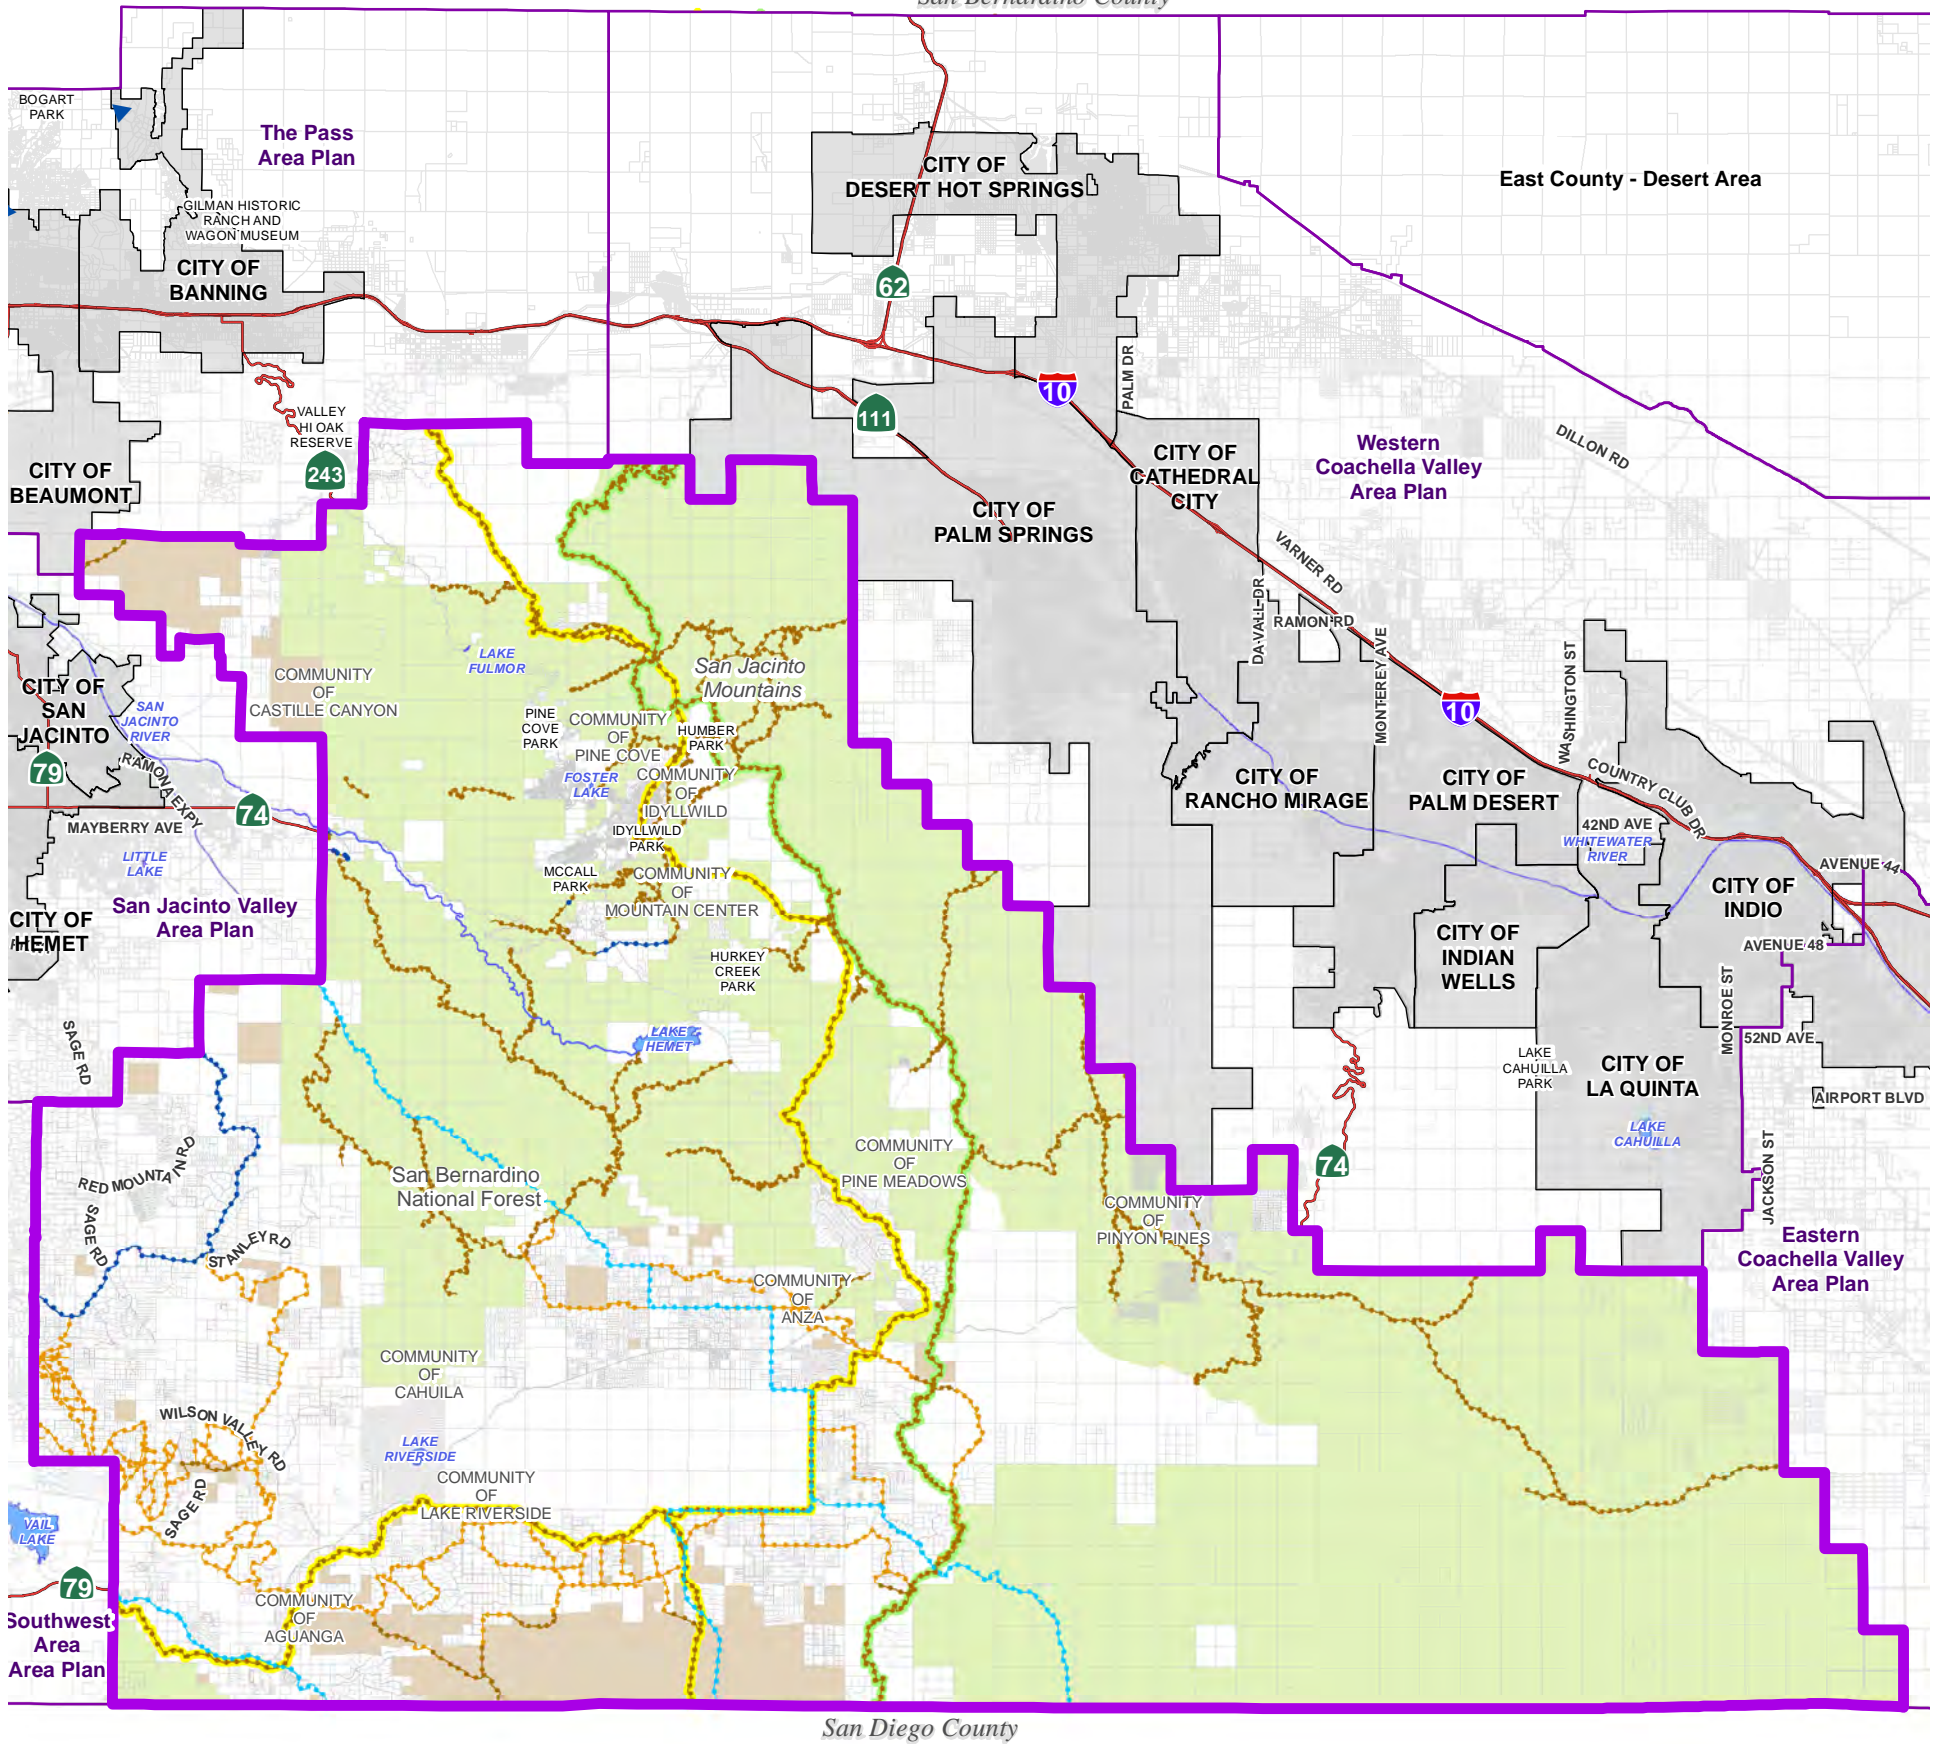 San Bernardino County
BOGART
PARK
The Pass
Area Plan
GILMAN HISTORIC
RANCH AND
WAGON MUSEUM
CITY OF
BANNING
CITY OF
DESERT HOT SPRINGS
East County - Desert Area
62
10
111
PALM DR
VALLEY
HI OAK
RESERVE
243
CITY OF
BEAUMONT
CITY OF
CATHEDRAL
CITY
Western
Coachella Valley
Area Plan
DILLON RD
CITY OF
PALM SPRINGS
VARNER RD
DA VALL DR
RAMON RD
MONTEREY AVE
WASHINGTON ST
10
LAKE
FULMOR
San Jacinto
Mountains
COMMUNITY
OF
CASTILLE CANYON
CITY OF
SAN
JACINTO
SAN
JACINTO
RIVER
79
RAMONA EXPY
74
MAYBERRY AVE
LITTLE
LAKE
PINE
COVE
PARK
COMMUNITY
OF
PINE COVE
HUMBER
PARK
FOSTER
LAKE
COMMUNITY
OF
IDYLLWILD
IDYLLWILD
PARK
MCCALL
PARK
COMMUNITY
OF
MOUNTAIN CENTER
San Jacinto Valley
Area Plan
CITY OF
HEMET
HURKEY
CREEK
PARK
LAKE
HEMET
CITY OF
RANCHO MIRAGE
CITY OF
PALM DESERT
COUNTRY CLUB DR
42ND AVE
WHITEWATER
RIVER
AVENUE 44
CITY OF
INDIO
CITY OF
INDIAN
WELLS
AVENUE 48
MONROE ST
52ND AVE
LAKE
CAHUILLA
PARK
CITY OF
LA QUINTA
AIRPORT BLVD
LAKE
CAHUILLA
JACKSON ST
74
SAGE RD
RED MOUNTAIN RD
SAGE RD
STANLEY RD
San Bernardino
National Forest
COMMUNITY
OF
PINE MEADOWS
COMMUNITY
OF
PINYON PINES
Eastern
Coachella Valley
Area Plan
COMMUNITY
OF
ANZA
COMMUNITY
OF
CAHUILA
WILSON VALLEY RD
SAGE RD
LAKE
RIVERSIDE
COMMUNITY
OF
LAKE RIVERSIDE
VAIL
LAKE
79
COMMUNITY
OF
AGUANGA
Southwest
Area
Area Plan
San Diego County